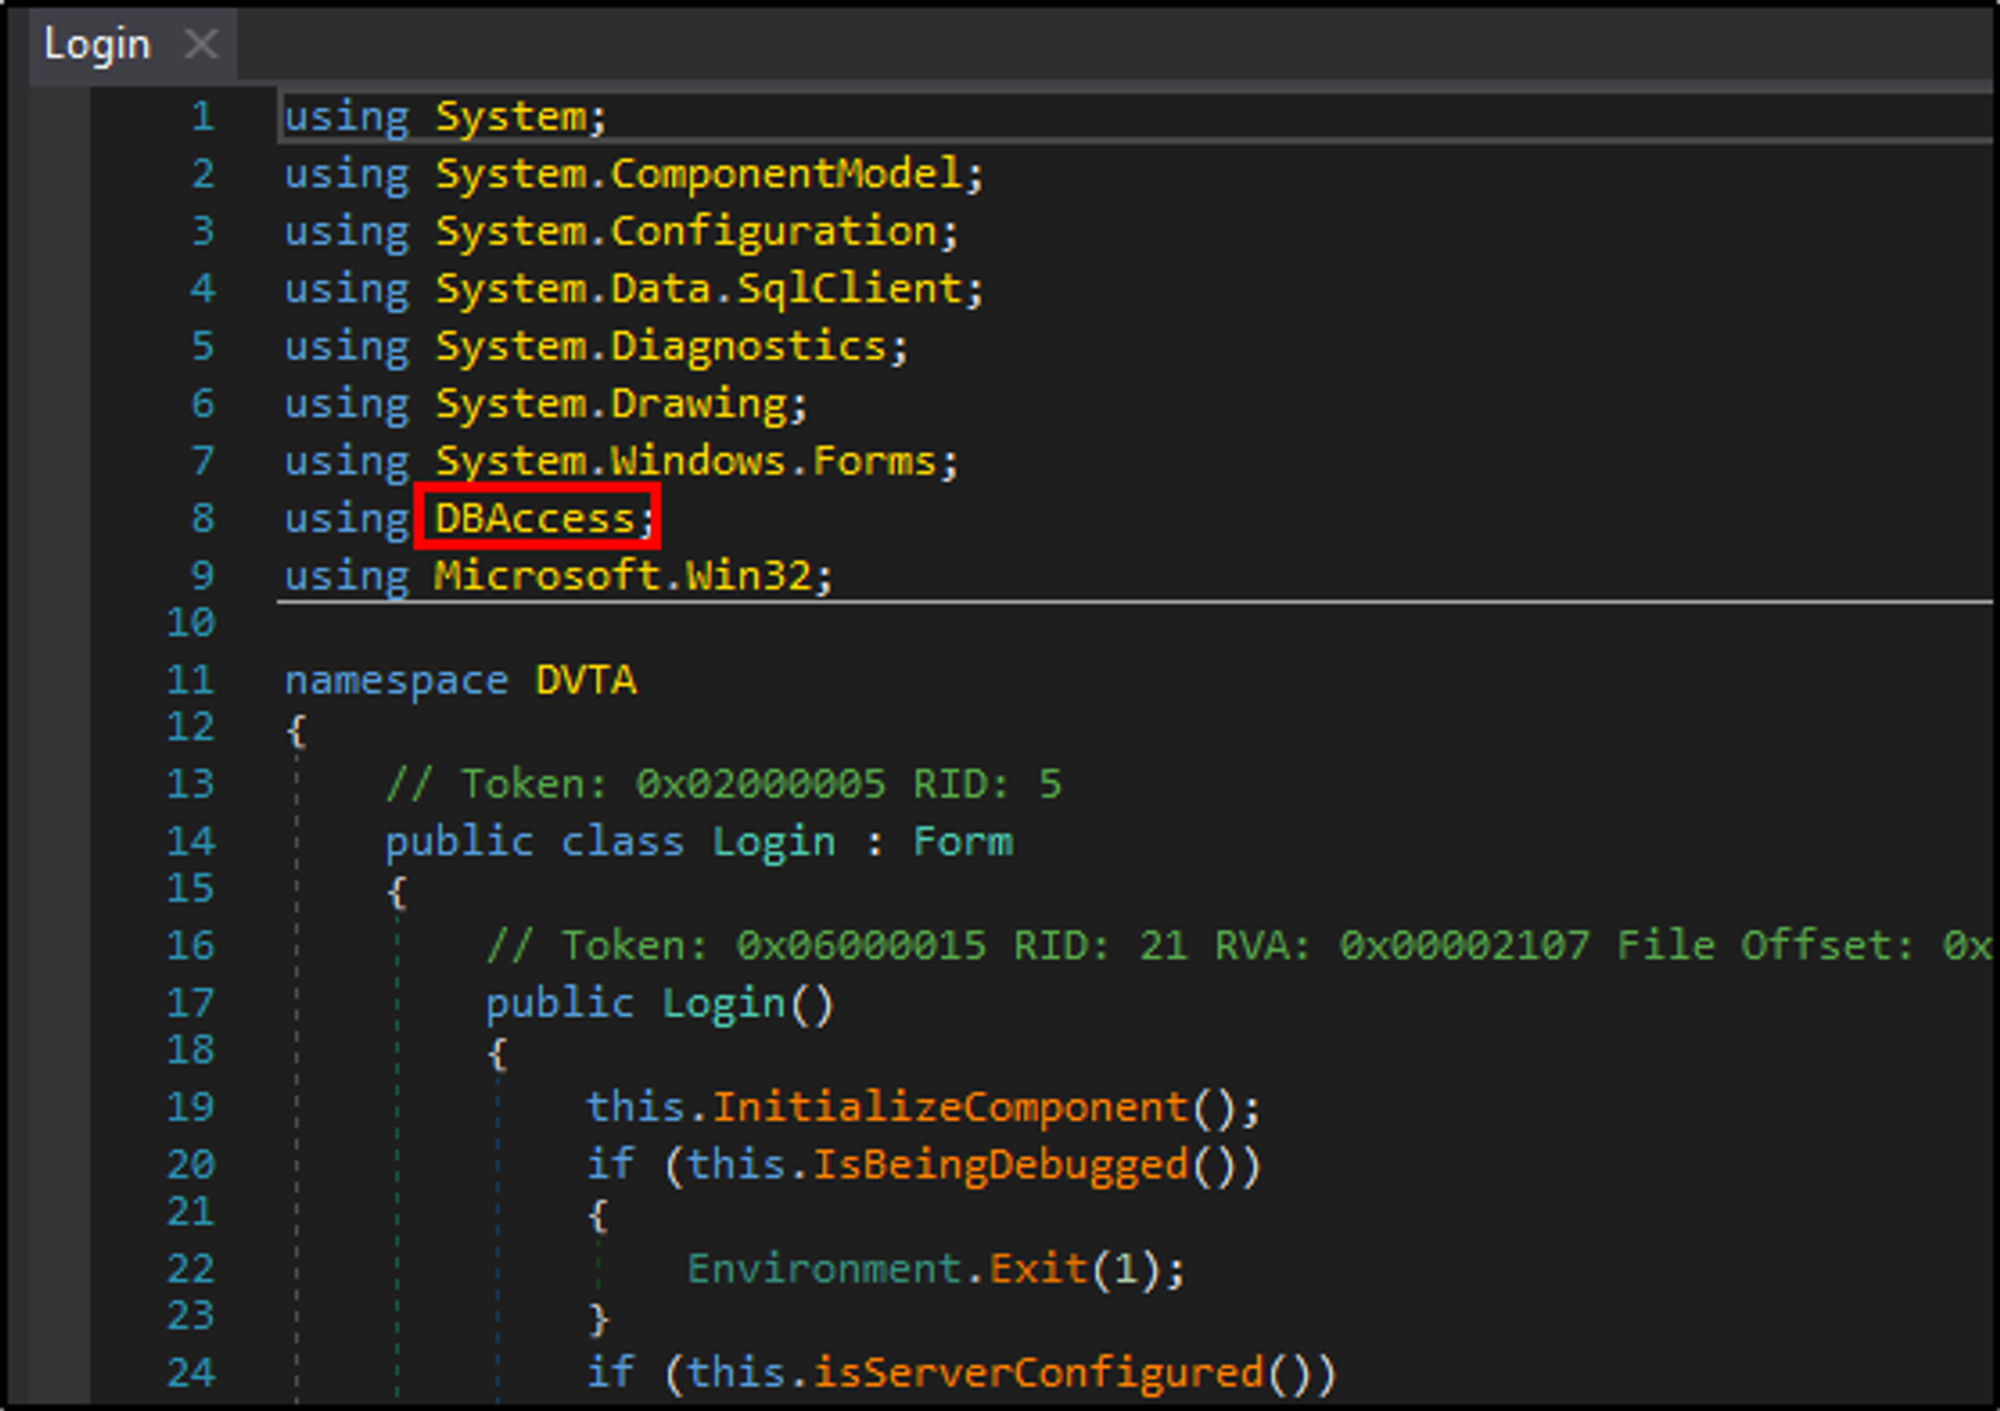 Login
1 using System;
2 using System.ComponentModel;
3 using System.Configuration;
4 using System.Data.SqlClient;
5 using System.Diagnostics;
6 using System.Drawing;
7 using System.Windows.Forms;
8 using DBAccess;
9 using Microsoft.Win32;
10
11 namespace DVTA
12 {
13 // Token: 0x02000005 RID: 5
14 public class Login : Form
15 {
16 // Token: 0x06000015 RID: 21 RVA: 0x00002107 File Offset: 0x
17 public Login()
18 {
19 this.InitializeComponent();
20 if (this.IsBeingDebugged())
21 {
22 Environment.Exit(1);
23 }
24 if (this.isServerConfigured())